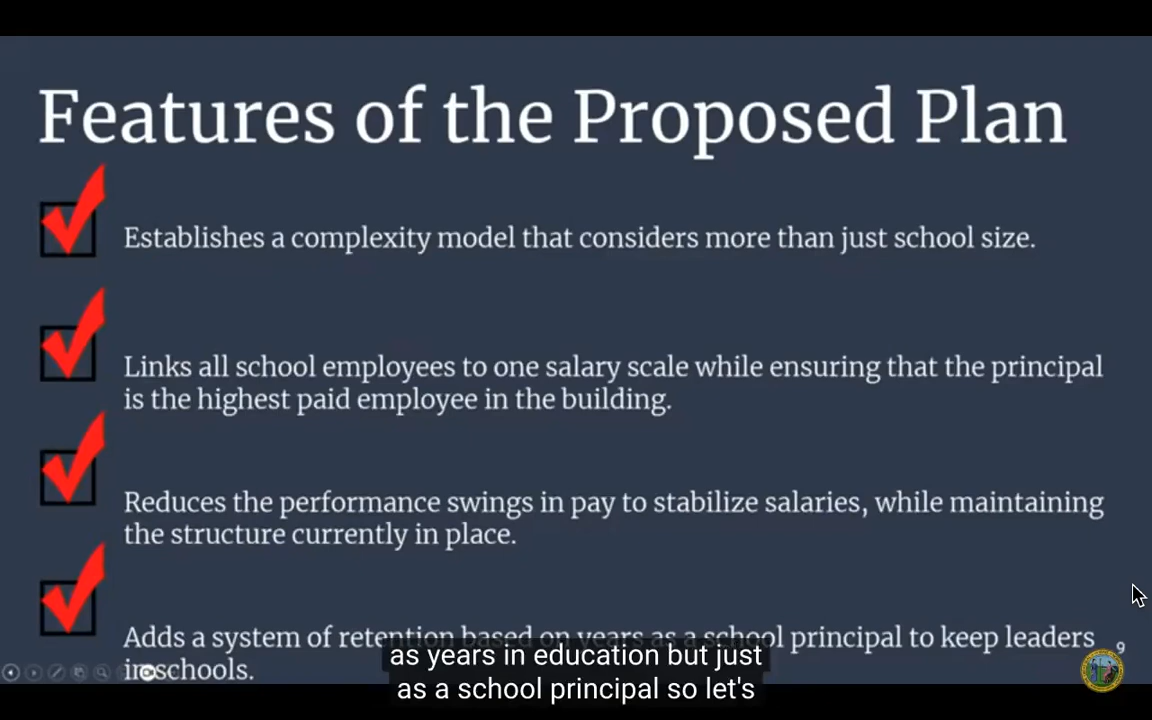 Features of the Proposed Plan
Establishes a complexity model that considers more than just school size.
Links all school employees to one salary scale while ensuring that the principal
is the highest paid employee in the building.
Reduces the performance swings in pay to stabilize salaries, while maintaining
the structure currently in place.
Adds a system of retention based on years as a school principal to keep leaders
in schools.
9
as years in education but just
as a school principal so let's